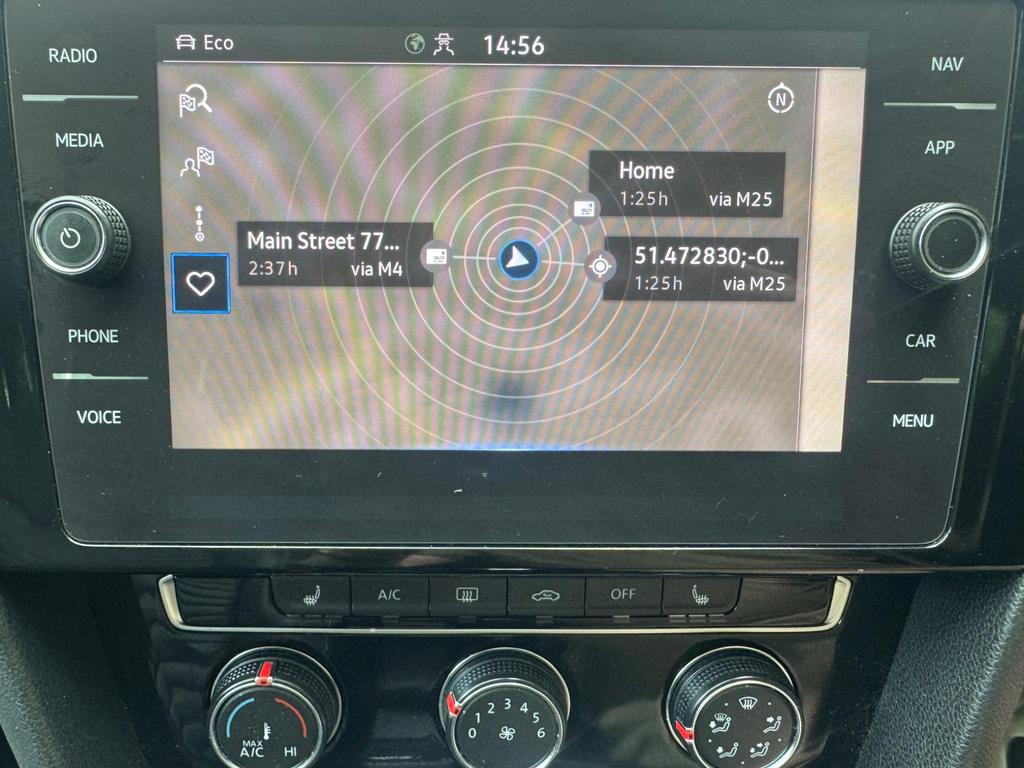 RADIO
MEDIA
PHONE
VOICE
Eco
14:56
N
Home
1:25h via M25
Main Street 77...
2:37h via M4
51.472830;-0...
1:25h via M25
NAV
APP
CAR
MENU
A/C
OFF
MAX
A/C HI
0 1 2 3 4 5 6